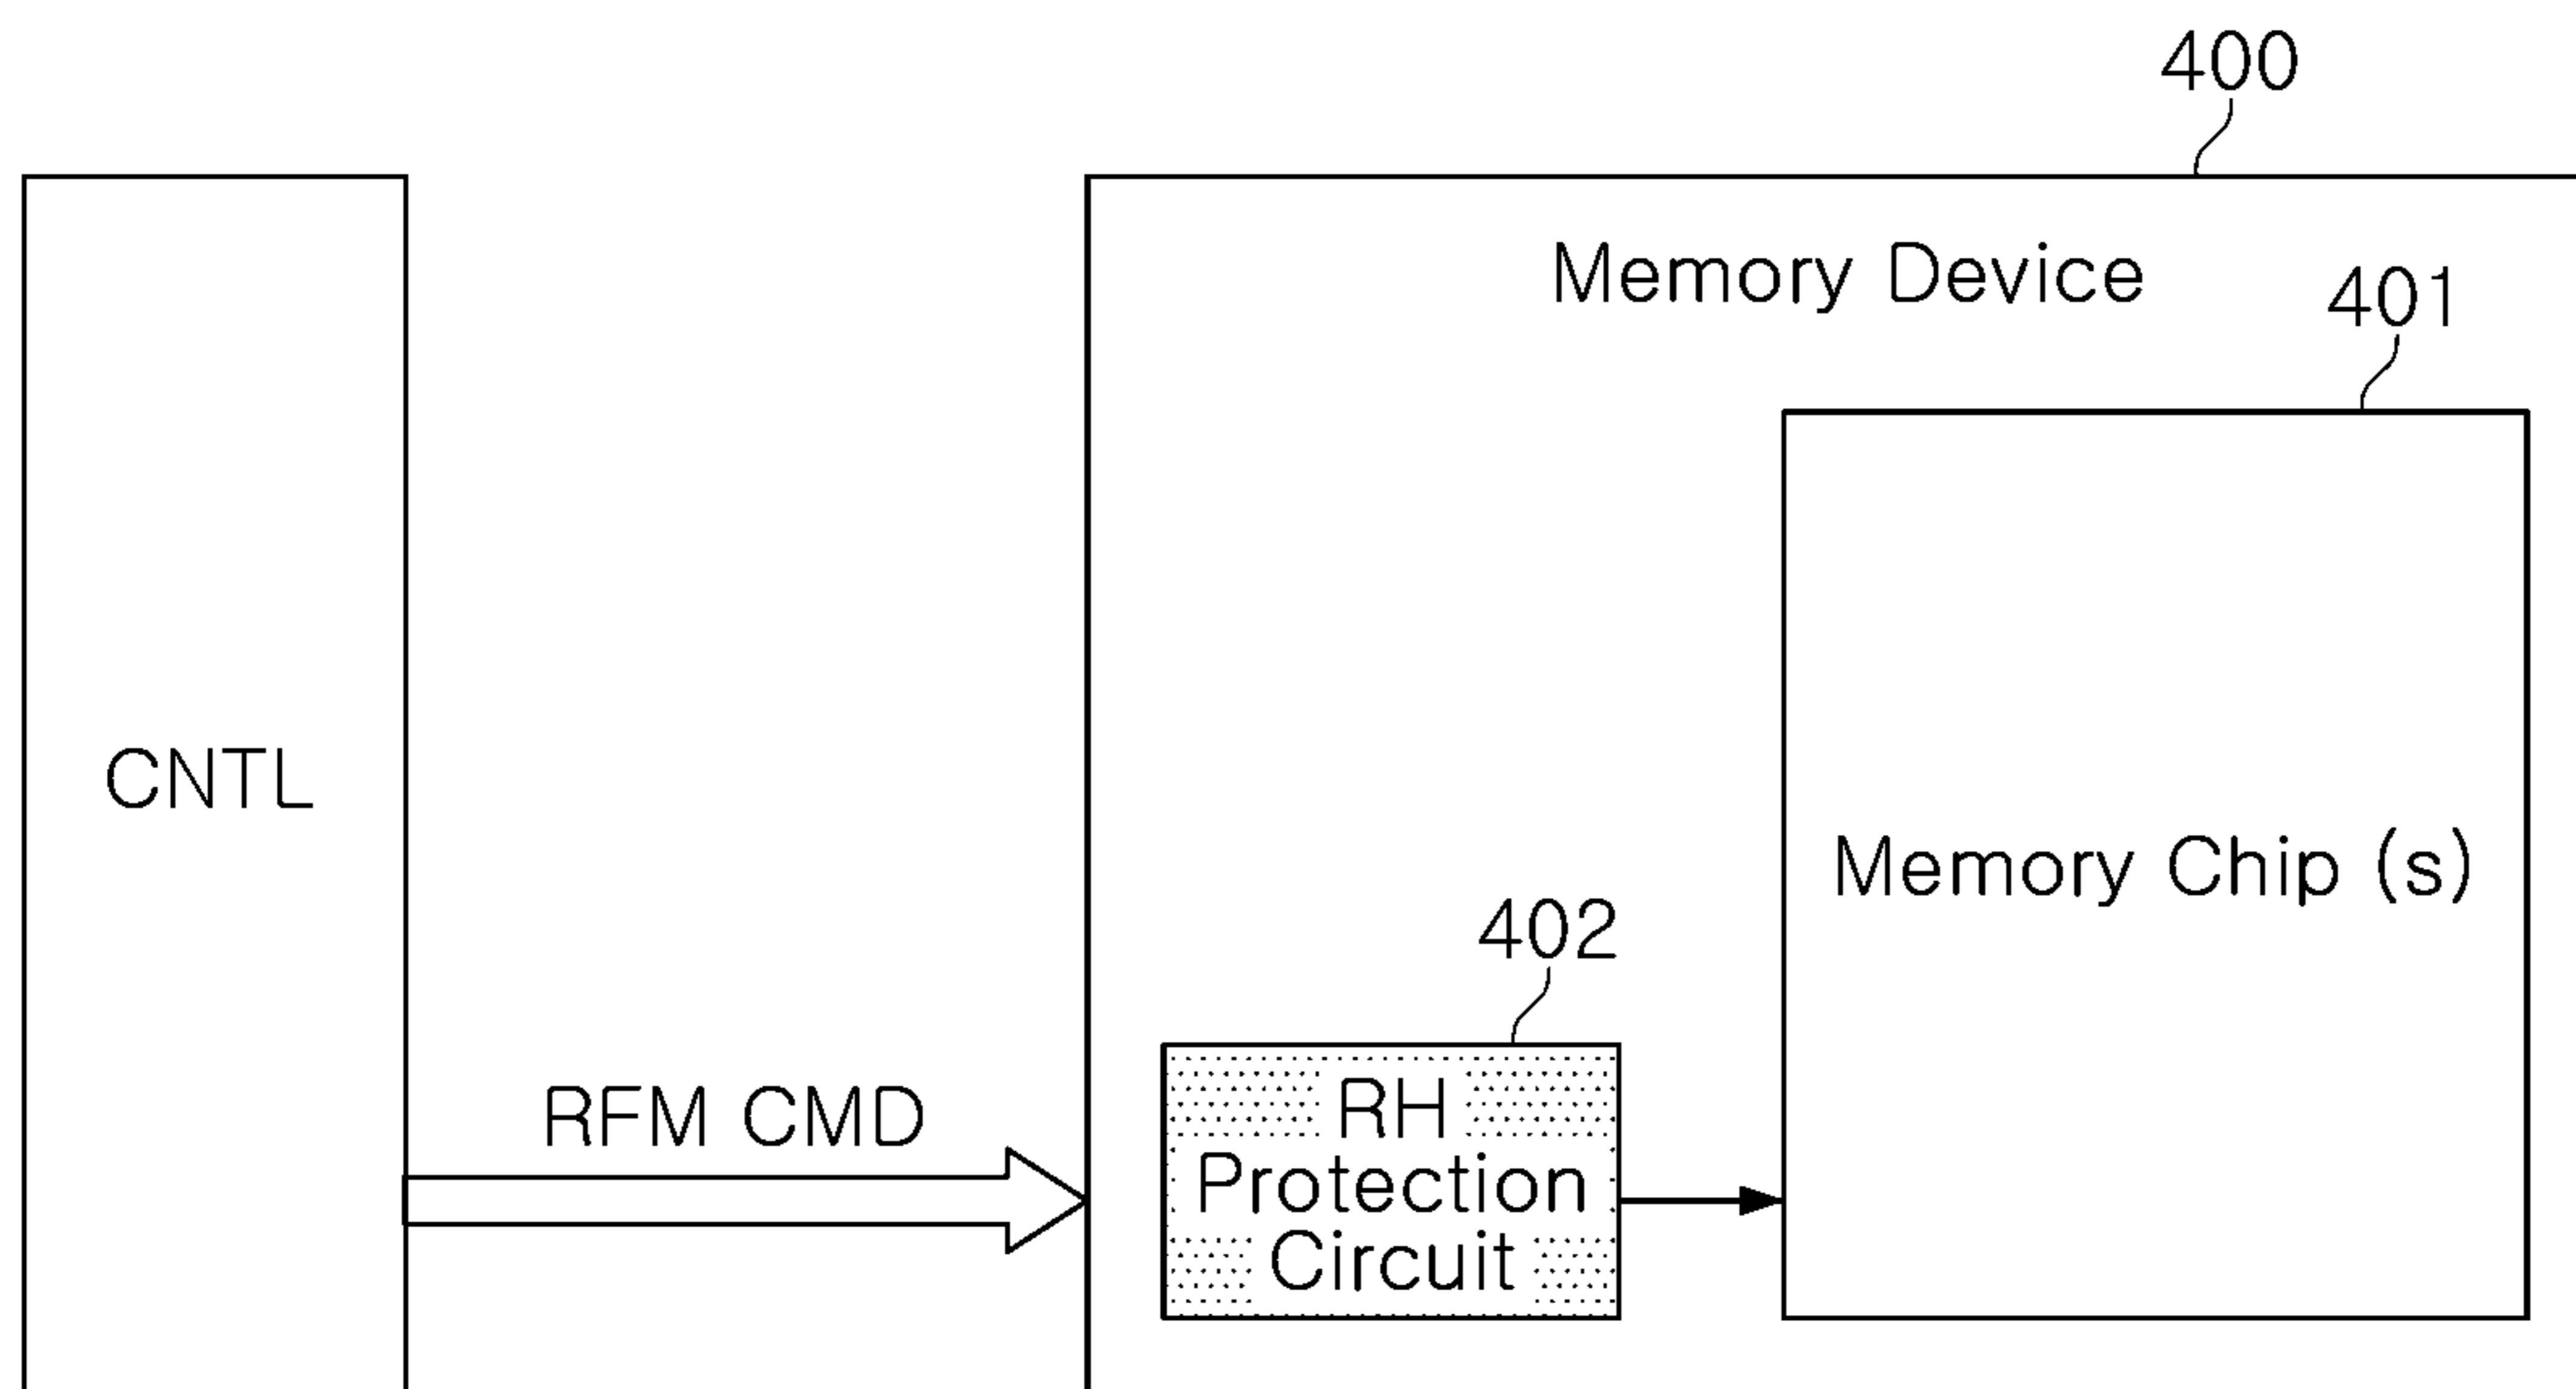 400
Memory Device
401
CNTL
Memory Chip (s)
402
RFM CMD
RH
Protection
Circuit